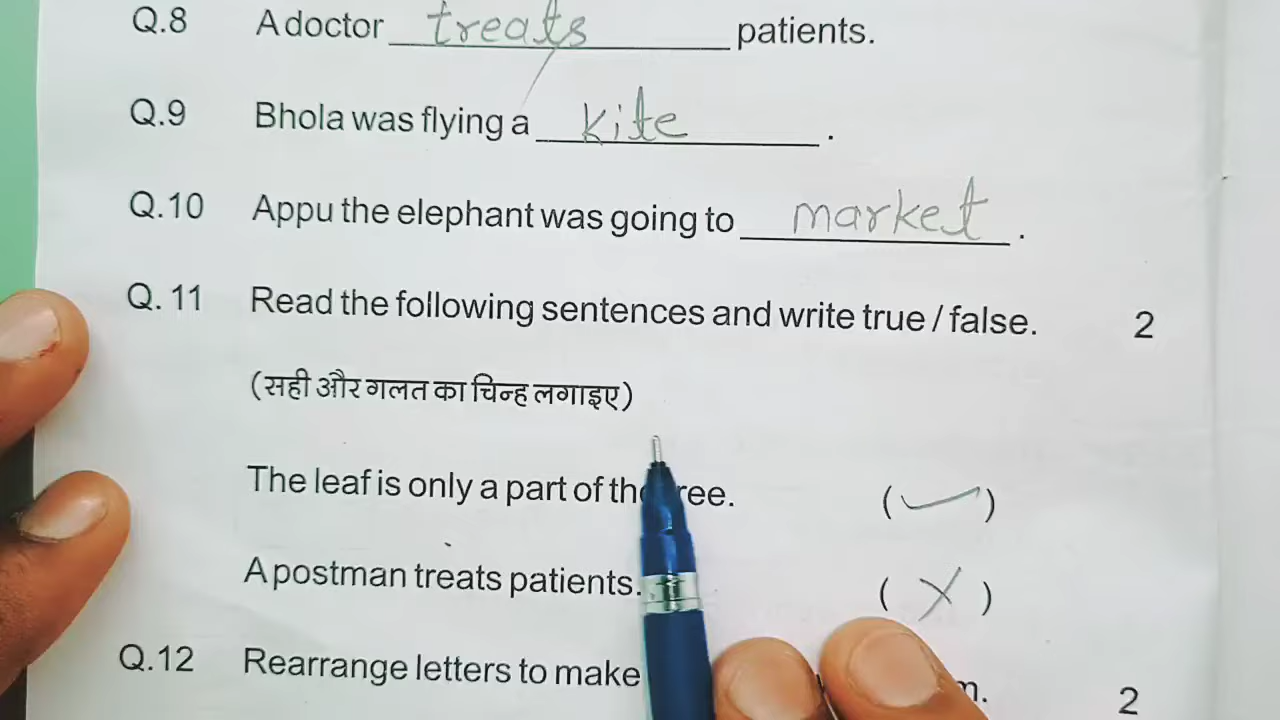 Q.8 A doctor treats patients.
Q.9 Bhola was flying a kite .
Q.10 Appu the elephant was going to market .
Q. 11 Read the following sentences and write true / false. 2
(सही और गलत का चिन्ह लगाइए)
The leaf is only a part of the tree. (✓)
A postman treats patients. (X)
Q.12 Rearrange letters to make 2